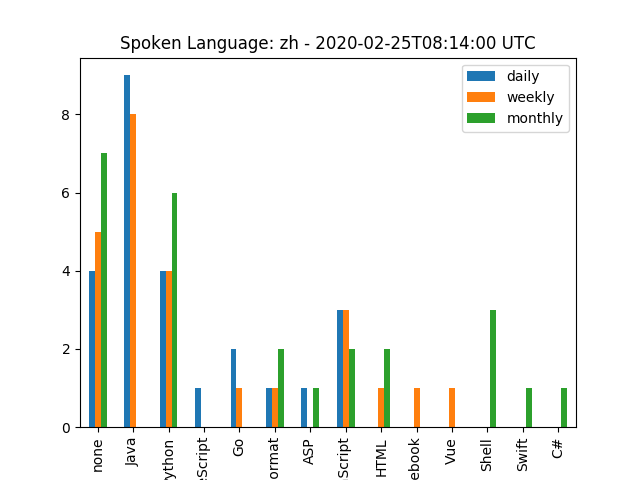 Spoken Language: zh - 2020-02-25T08:14:00 UTC
daily
weekly
monthly
8
6
4
2
0
none
Java
ython
eScript
Go
ormat
ASP
Script
HTML
ebook
Vue
Shell
Swift
C#